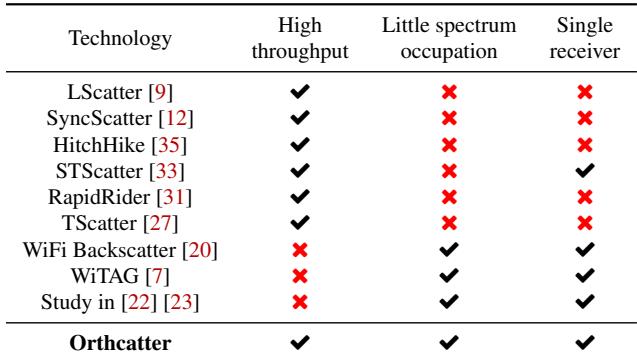 Technology High throughput Little spectrum occupation Single receiver
LScatter [9] ✔ ✖ ✖
SyncScatter [12] ✔ ✖ ✖
HitchHike [35] ✔ ✖ ✖
STScatter [33] ✔ ✖ ✔
RapidRider [31] ✔ ✖ ✖
TScatter [27] ✔ ✖ ✖
WiFi Backscatter [20] ✖ ✔ ✔
WiTAG [7] ✖ ✔ ✔
Study in [22] [23] ✖ ✔ ✔
Orthcatter ✔ ✔ ✔